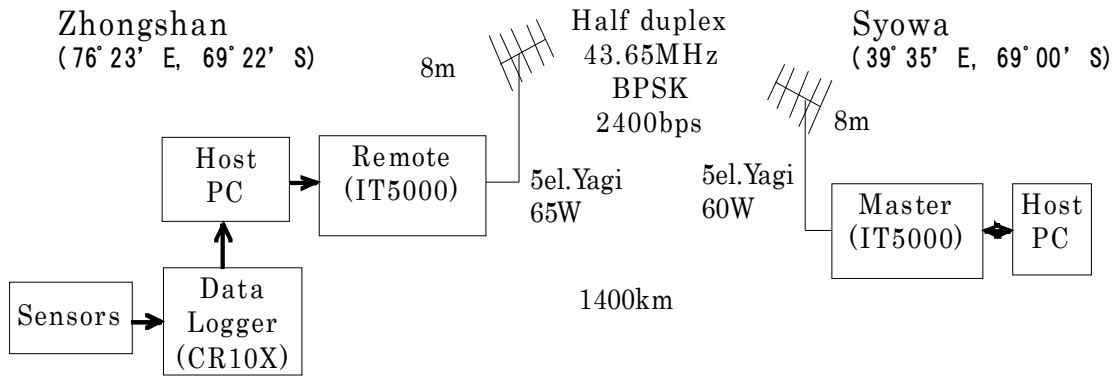 Zhongshan
(76°23' E, 69°22' S)
8m
Half duplex
43.65MHz
BPSK
2400bps
Syowa
(39°35' E, 69°00' S)
8m
Host
PC
Remote
(IT5000)
5el.Yagi
65W
5el.Yagi
60W
Master
(IT5000)
Host
PC
Sensors
Data
Logger
(CR10X)
1400km